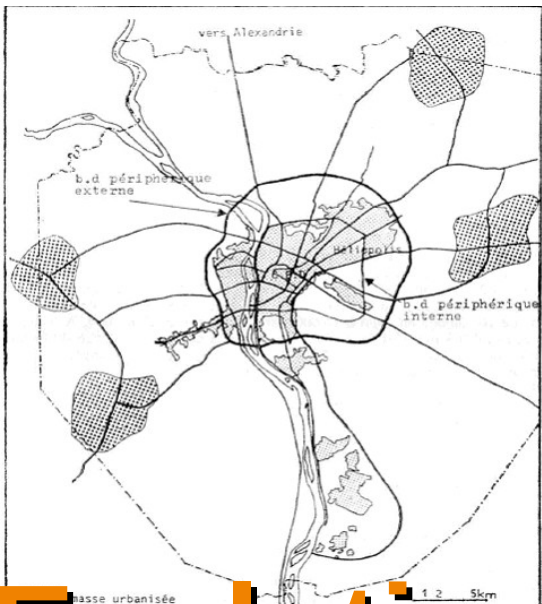 vers Alexandrie
b.d périphérique
externe
Héliopolis
b.d périphérique
interne
masse urbanisée
1 2 5km